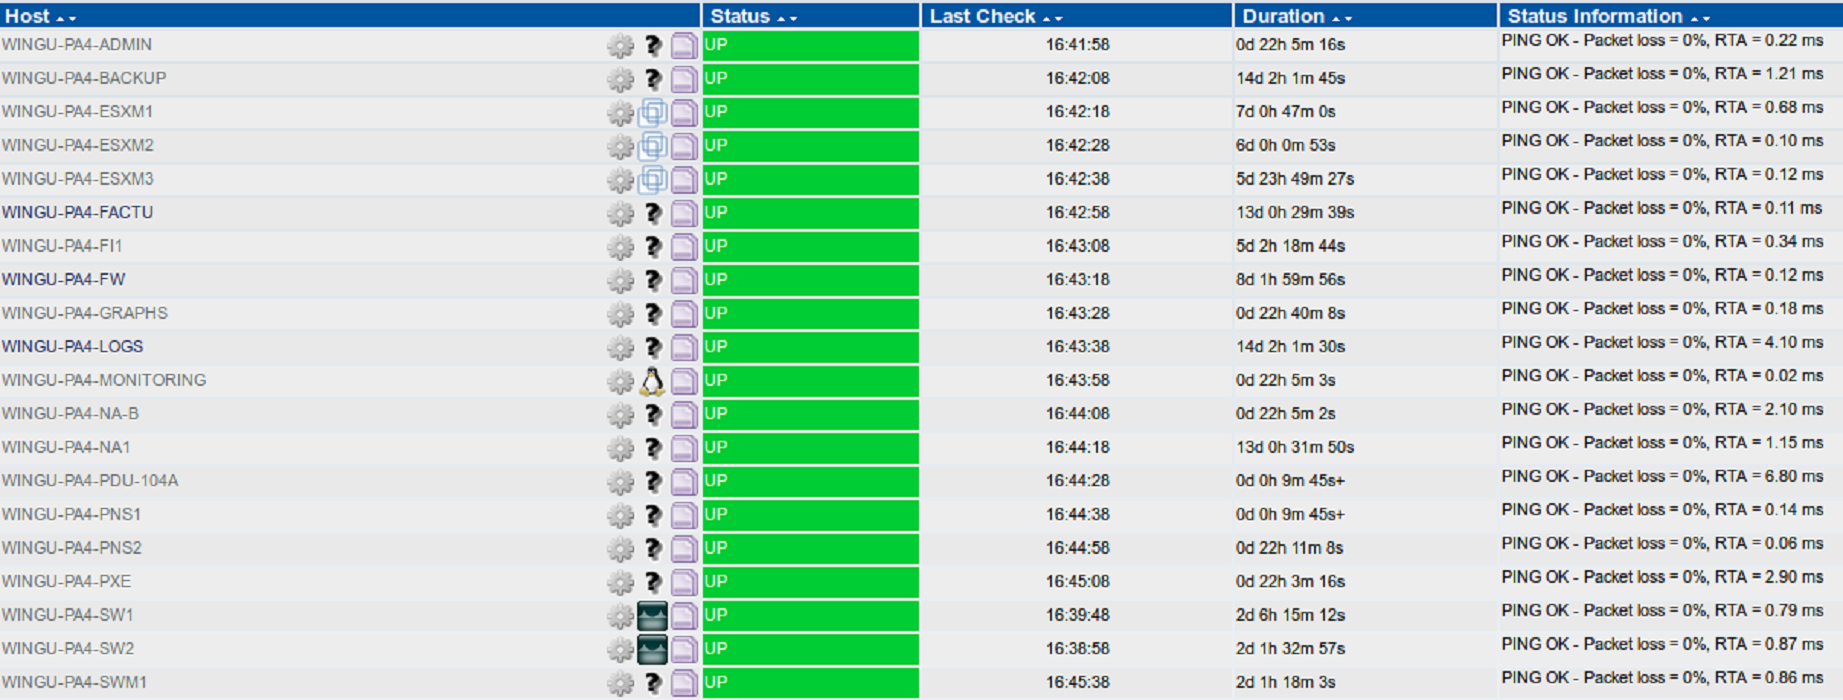 Host Status Last Check Duration Status Information
WINGU-PA4-ADMIN UP 16:41:58 0d 22h 5m 16s PING OK - Packet loss = 0%, RTA = 0.22 ms
WINGU-PA4-BACKUP UP 16:42:08 14d 2h 1m 45s PING OK - Packet loss = 0%, RTA = 1.21 ms
WINGU-PA4-ESXM1 UP 16:42:18 7d 0h 47m 0s PING OK - Packet loss = 0%, RTA = 0.68 ms
WINGU-PA4-ESXM2 UP 16:42:28 6d 0h 0m 53s PING OK - Packet loss = 0%, RTA = 0.10 ms
WINGU-PA4-ESXM3 UP 16:42:38 5d 23h 49m 27s PING OK - Packet loss = 0%, RTA = 0.12 ms
WINGU-PA4-FACTU UP 16:42:58 13d 0h 29m 39s PING OK - Packet loss = 0%, RTA = 0.11 ms
WINGU-PA4-FI1 UP 16:43:08 5d 2h 18m 44s PING OK - Packet loss = 0%, RTA = 0.34 ms
WINGU-PA4-FW UP 16:43:18 8d 1h 59m 56s PING OK - Packet loss = 0%, RTA = 0.12 ms
WINGU-PA4-GRAPHS UP 16:43:28 0d 22h 40m 8s PING OK - Packet loss = 0%, RTA = 0.18 ms
WINGU-PA4-LOGS UP 16:43:38 14d 2h 1m 30s PING OK - Packet loss = 0%, RTA = 4.10 ms
WINGU-PA4-MONITORING UP 16:43:58 0d 22h 5m 3s PING OK - Packet loss = 0%, RTA = 0.02 ms
WINGU-PA4-NA-B UP 16:44:08 0d 22h 5m 2s PING OK - Packet loss = 0%, RTA = 2.10 ms
WINGU-PA4-NA1 UP 16:44:18 13d 0h 31m 50s PING OK - Packet loss = 0%, RTA = 1.15 ms
WINGU-PA4-PDU-104A UP 16:44:28 0d 0h 9m 45s+ PING OK - Packet loss = 0%, RTA = 6.80 ms
WINGU-PA4-PNS1 UP 16:44:38 0d 0h 9m 45s+ PING OK - Packet loss = 0%, RTA = 0.14 ms
WINGU-PA4-PNS2 UP 16:44:58 0d 22h 11m 8s PING OK - Packet loss = 0%, RTA = 0.06 ms
WINGU-PA4-PXE UP 16:45:08 0d 22h 3m 16s PING OK - Packet loss = 0%, RTA = 2.90 ms
WINGU-PA4-SW1 UP 16:39:48 2d 6h 15m 12s PING OK - Packet loss = 0%, RTA = 0.79 ms
WINGU-PA4-SW2 UP 16:38:58 2d 1h 32m 57s PING OK - Packet loss = 0%, RTA = 0.87 ms
WINGU-PA4-SWM1 UP 16:45:38 2d 1h 18m 3s PING OK - Packet loss = 0%, RTA = 0.86 ms